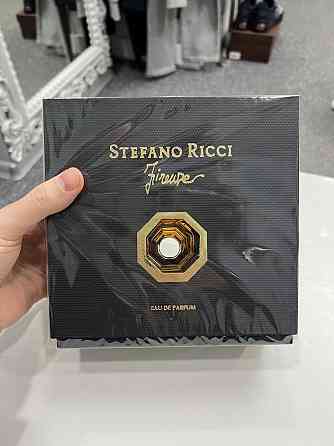 STEFANO RICCI
Firenze
EAU DE PARFUM